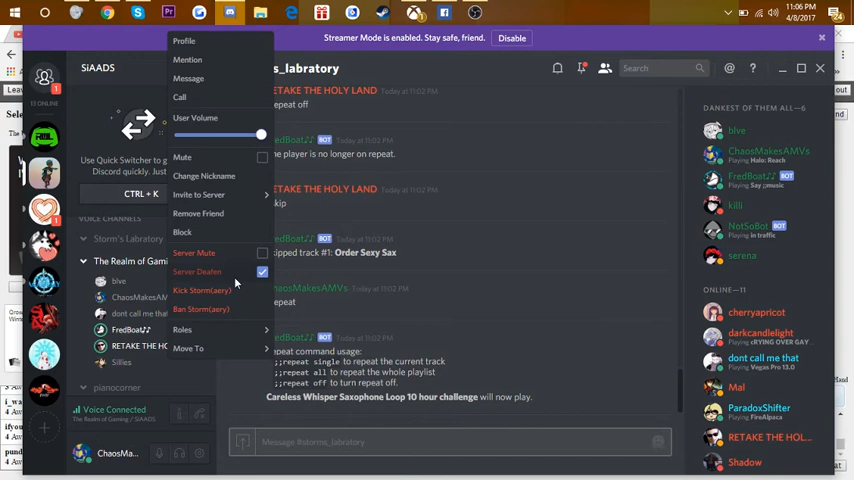 11:06 PM
4/8/2017
Streamer Mode is enabled. Stay safe, friend.
Disable
SiAADS
13 ONLINE
Use Quick Switcher to get
Discord quickly. Just
CTRL + K
VOICE CHANNELS
Storm's Labratory
The Realm of Gami
blve
ChaosMakesAM
dont call me that
FredBoat♪♪
RETAKE THE HOL
Sillies
pianocorner
Voice Connected
The Realm of Gaming / SiAADS
ChaosMa...
Profile
Mention
Message
Call
User Volume
Mute
Change Nickname
Invite to Server
Remove Friend
Block
Server Mute
Server Deafen
Kick Storm(aery)
Ban Storm(aery)
Roles
Move To
ms_labratory
Search
RETAKE THE HOLY LAND Today at 11:02 PM
repeat off
FredBoat♪♪ BOT Today at 11:02 PM
he player is no longer on repeat.
RETAKE THE HOLY LAND Today at 11:02 PM
skip
FredBoat♪♪ BOT Today at 11:02 PM
kipped track #1: Order Sexy Sax
ChaosMakesAMVs Today at 11:02 PM
repeat
FredBoat♪♪ BOT Today at 11:02 PM
epeat command usage:
;;repeat single to repeat the current track
;;repeat all to repeat the whole playlist
;;repeat off to turn repeat off.
Careless Whisper Saxophone Loop 10 hour challenge will now play.
Message #storms_labratory
DANKEST OF THEM ALL—6
blve
ChaosMakesAMVs
Playing Halo: Reach
FredBoat♪♪ BOT
Playing Say ;;music
killi
NotSoBot BOT
Playing in traffic
serena
ONLINE—11
cherryapricot
darkcandlelight
Playing cRYING OVER GAY ...
dont call me that
Playing Vegas Pro 13.0
Mal
ParadoxShifter
Playing FireAlpaca
RETAKE THE HOL...
Shadow